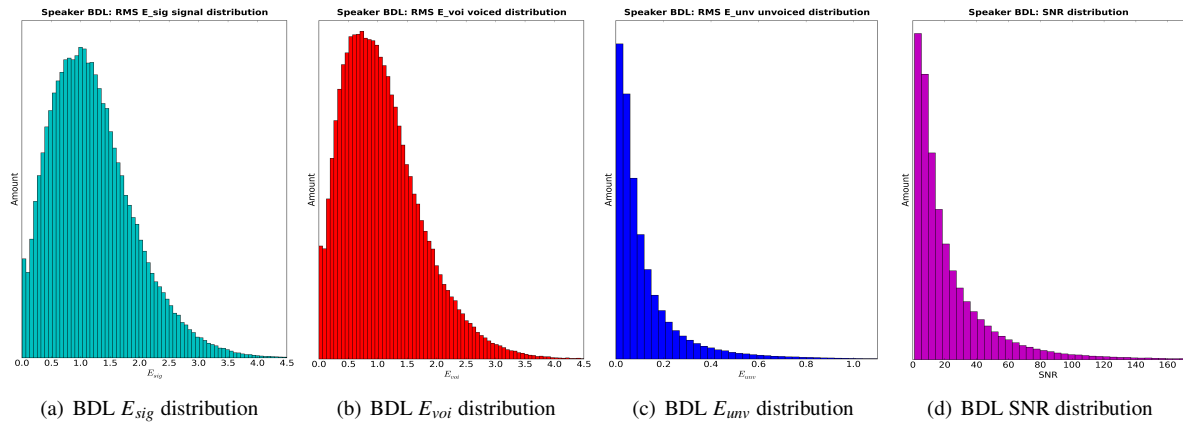 Speaker BDL: RMS E_sig signal distribution
Amount
0.0 0.5 1.0 1.5 2.0 2.5 3.0 3.5 4.0 4.5
E_sig
(a) BDL E_sig distribution
Speaker BDL: RMS E_voi voiced distribution
Amount
0.0 0.5 1.0 1.5 2.0 2.5 3.0 3.5 4.0 4.5
E_voi
(b) BDL E_voi distribution
Speaker BDL: RMS E_unv unvoiced distribution
Amount
0.0 0.2 0.4 0.6 0.8 1.0
E_unv
(c) BDL E_unv distribution
Speaker BDL: SNR distribution
Amount
0 20 40 60 80 100 120 140 160
SNR
(d) BDL SNR distribution